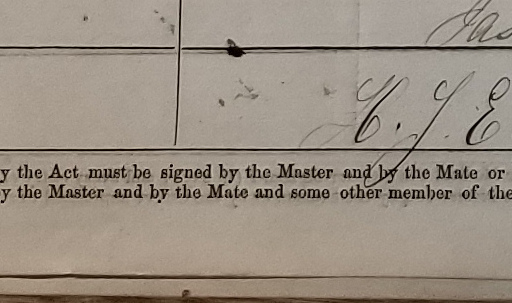 Jas
H. J. E
y the Act must be signed by the Master and by the Mate or
y the Master and by the Mate and some other member of the